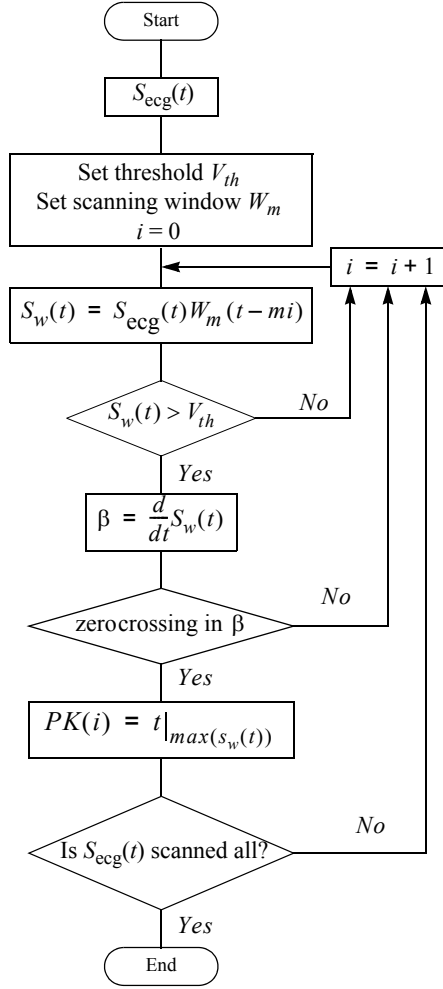 Start
S_ecg(t)
Set threshold V_th
Set scanning window W_m
i = 0
i = i + 1
S_w(t) = S_ecg(t)W_m(t – mi)
S_w(t) > V_th
No
Yes
β = d/dt S_w(t)
No
zerocrossing in β
Yes
PK(i) = t|_max(s_w(t))
No
Is S_ecg(t) scanned all?
Yes
End